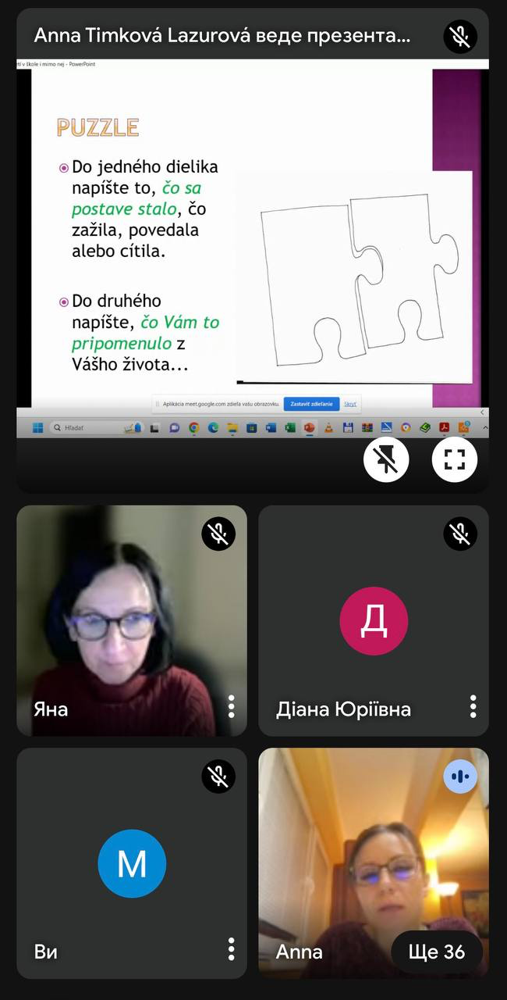 Anna Timková Lazurová веде презента...
tí v škole i mimo nej - PowerPoint
PUZZLE
Do jedného dielika
napíšte to, čo sa
postave stalo, čo
zažila, povedala
alebo cítila.
Do druhého
napíšte, čo Vám to
pripomenulo z
Vášho života...
Aplikácia meet.google.com zdieľa vašu obrazovku.
Zastaviť zdieľanie
Skryť
Hľadať
Яна
Д
Діана Юріївна
М
Ви
Anna
Ще 36